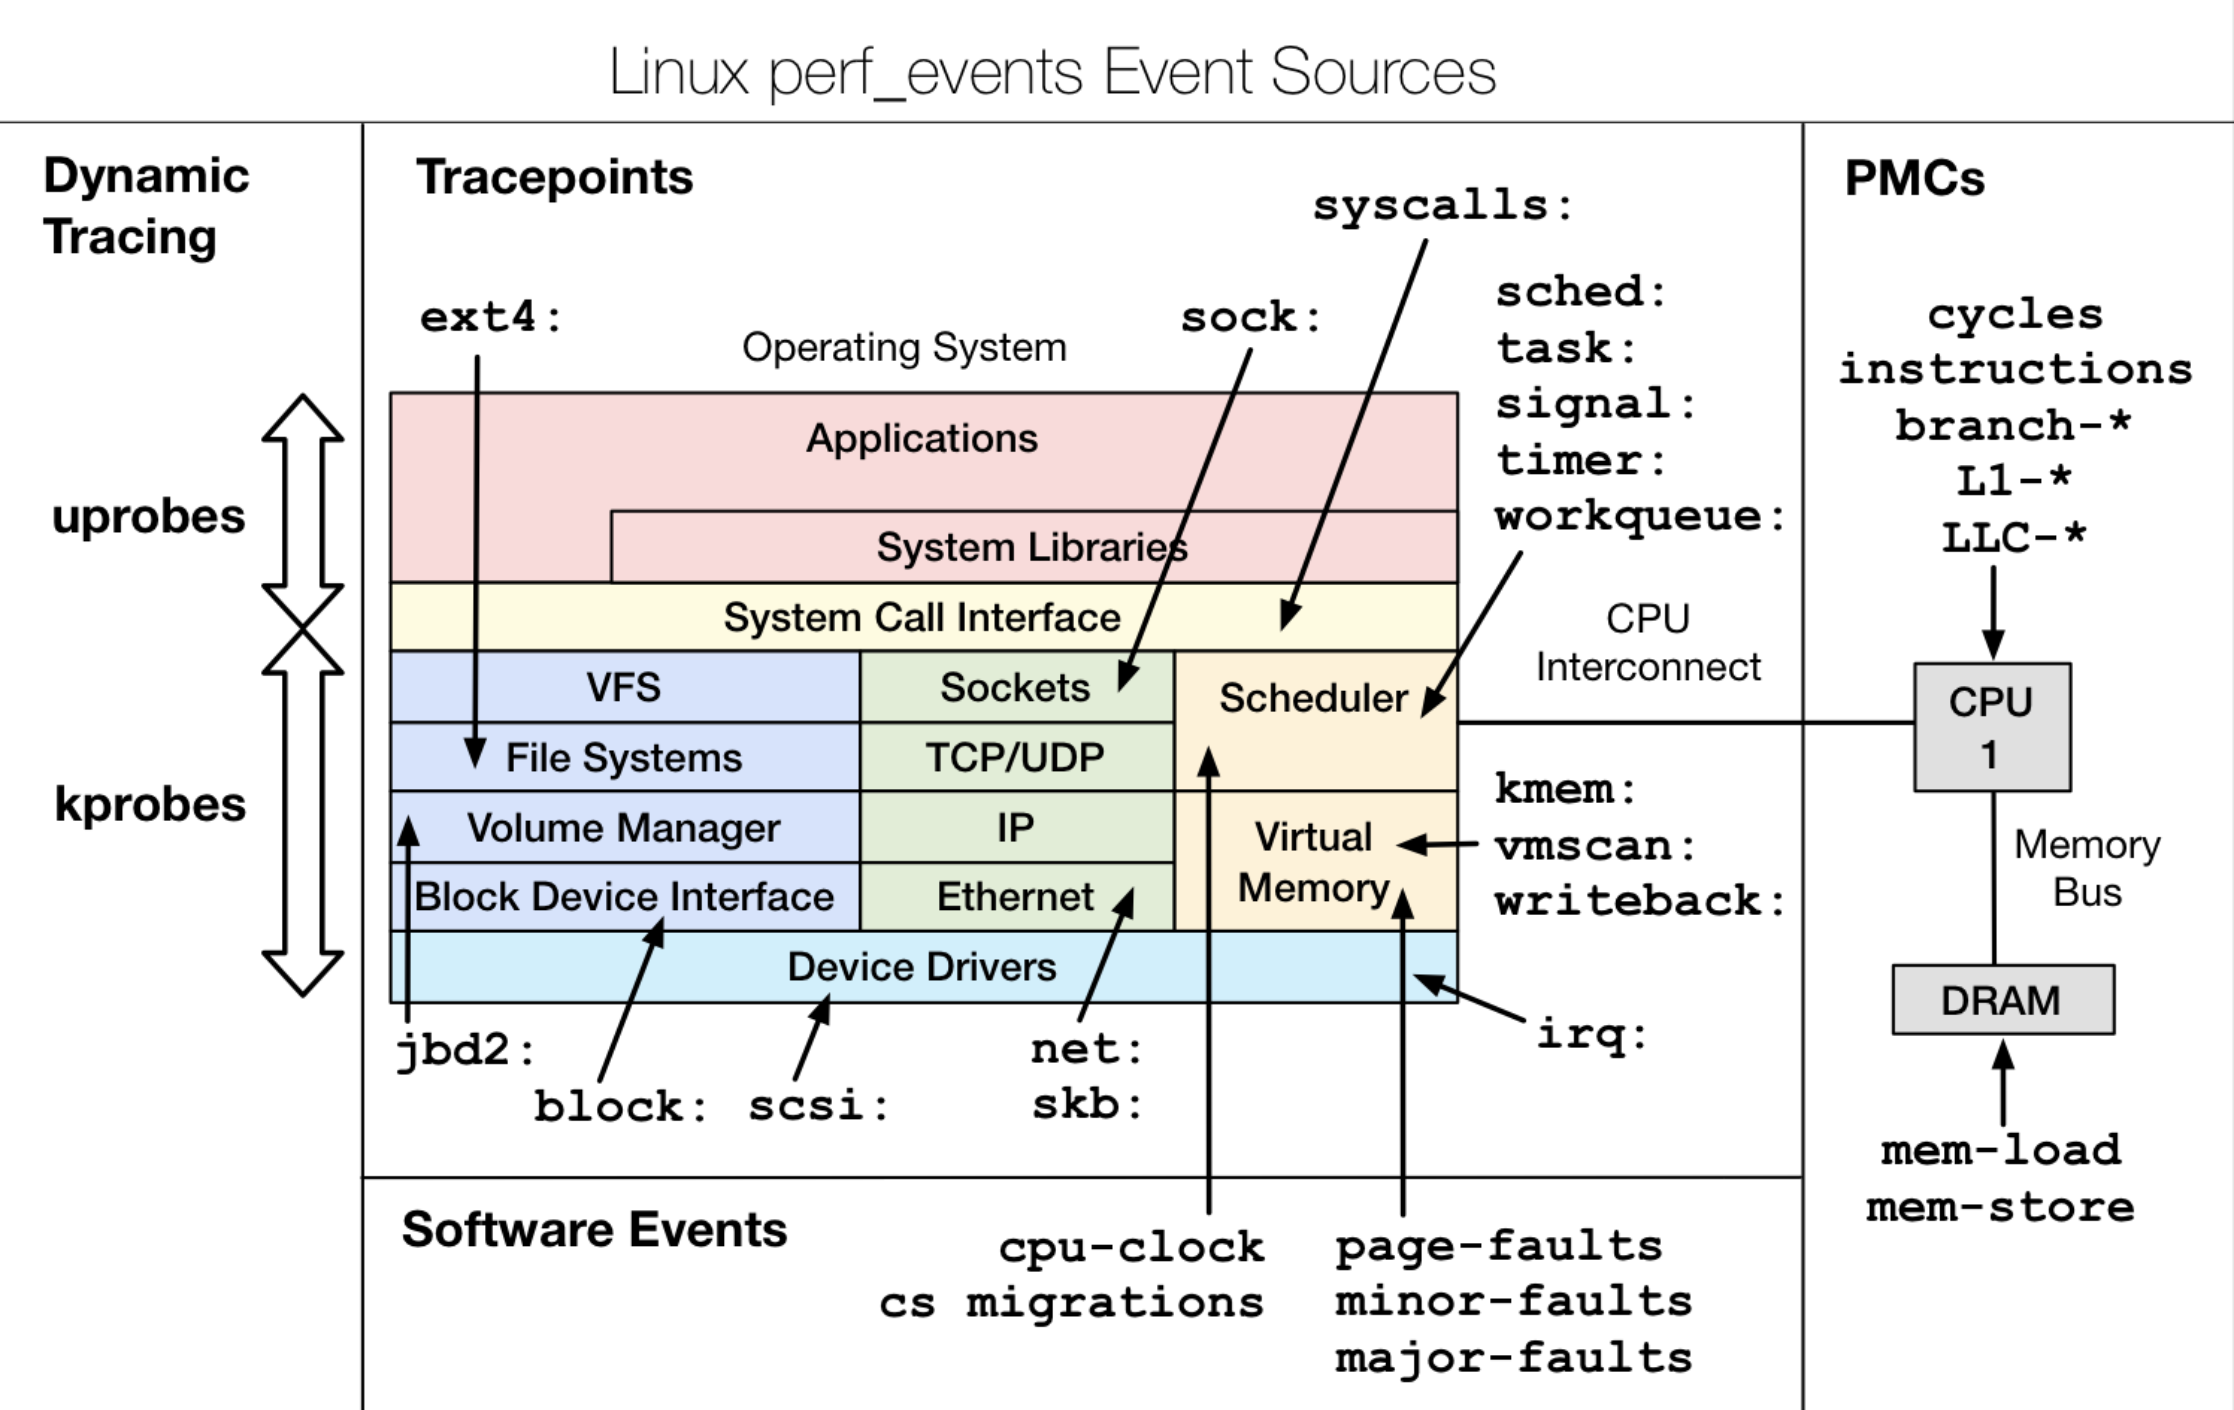 Linux perf_events Event Sources
Dynamic
Tracing
uprobes
kprobes
Tracepoints
syscalls:
ext4:
Operating System
sock:
sched:
task:
signal:
timer:
workqueue:
Applications
System Libraries
System Call Interface
VFS
Sockets
Scheduler
File Systems
TCP/UDP
Volume Manager
IP
Virtual
Memory
Block Device Interface
Ethernet
Device Drivers
CPU
Interconnect
kmem:
vmscan:
writeback:
irq:
jbd2:
block:
scsi:
net:
skb:
Software Events
cpu-clock
cs migrations
page-faults
minor-faults
major-faults
PMCs
cycles
instructions
branch-*
L1-*
LLC-*
CPU
1
Memory
Bus
DRAM
mem-load
mem-store